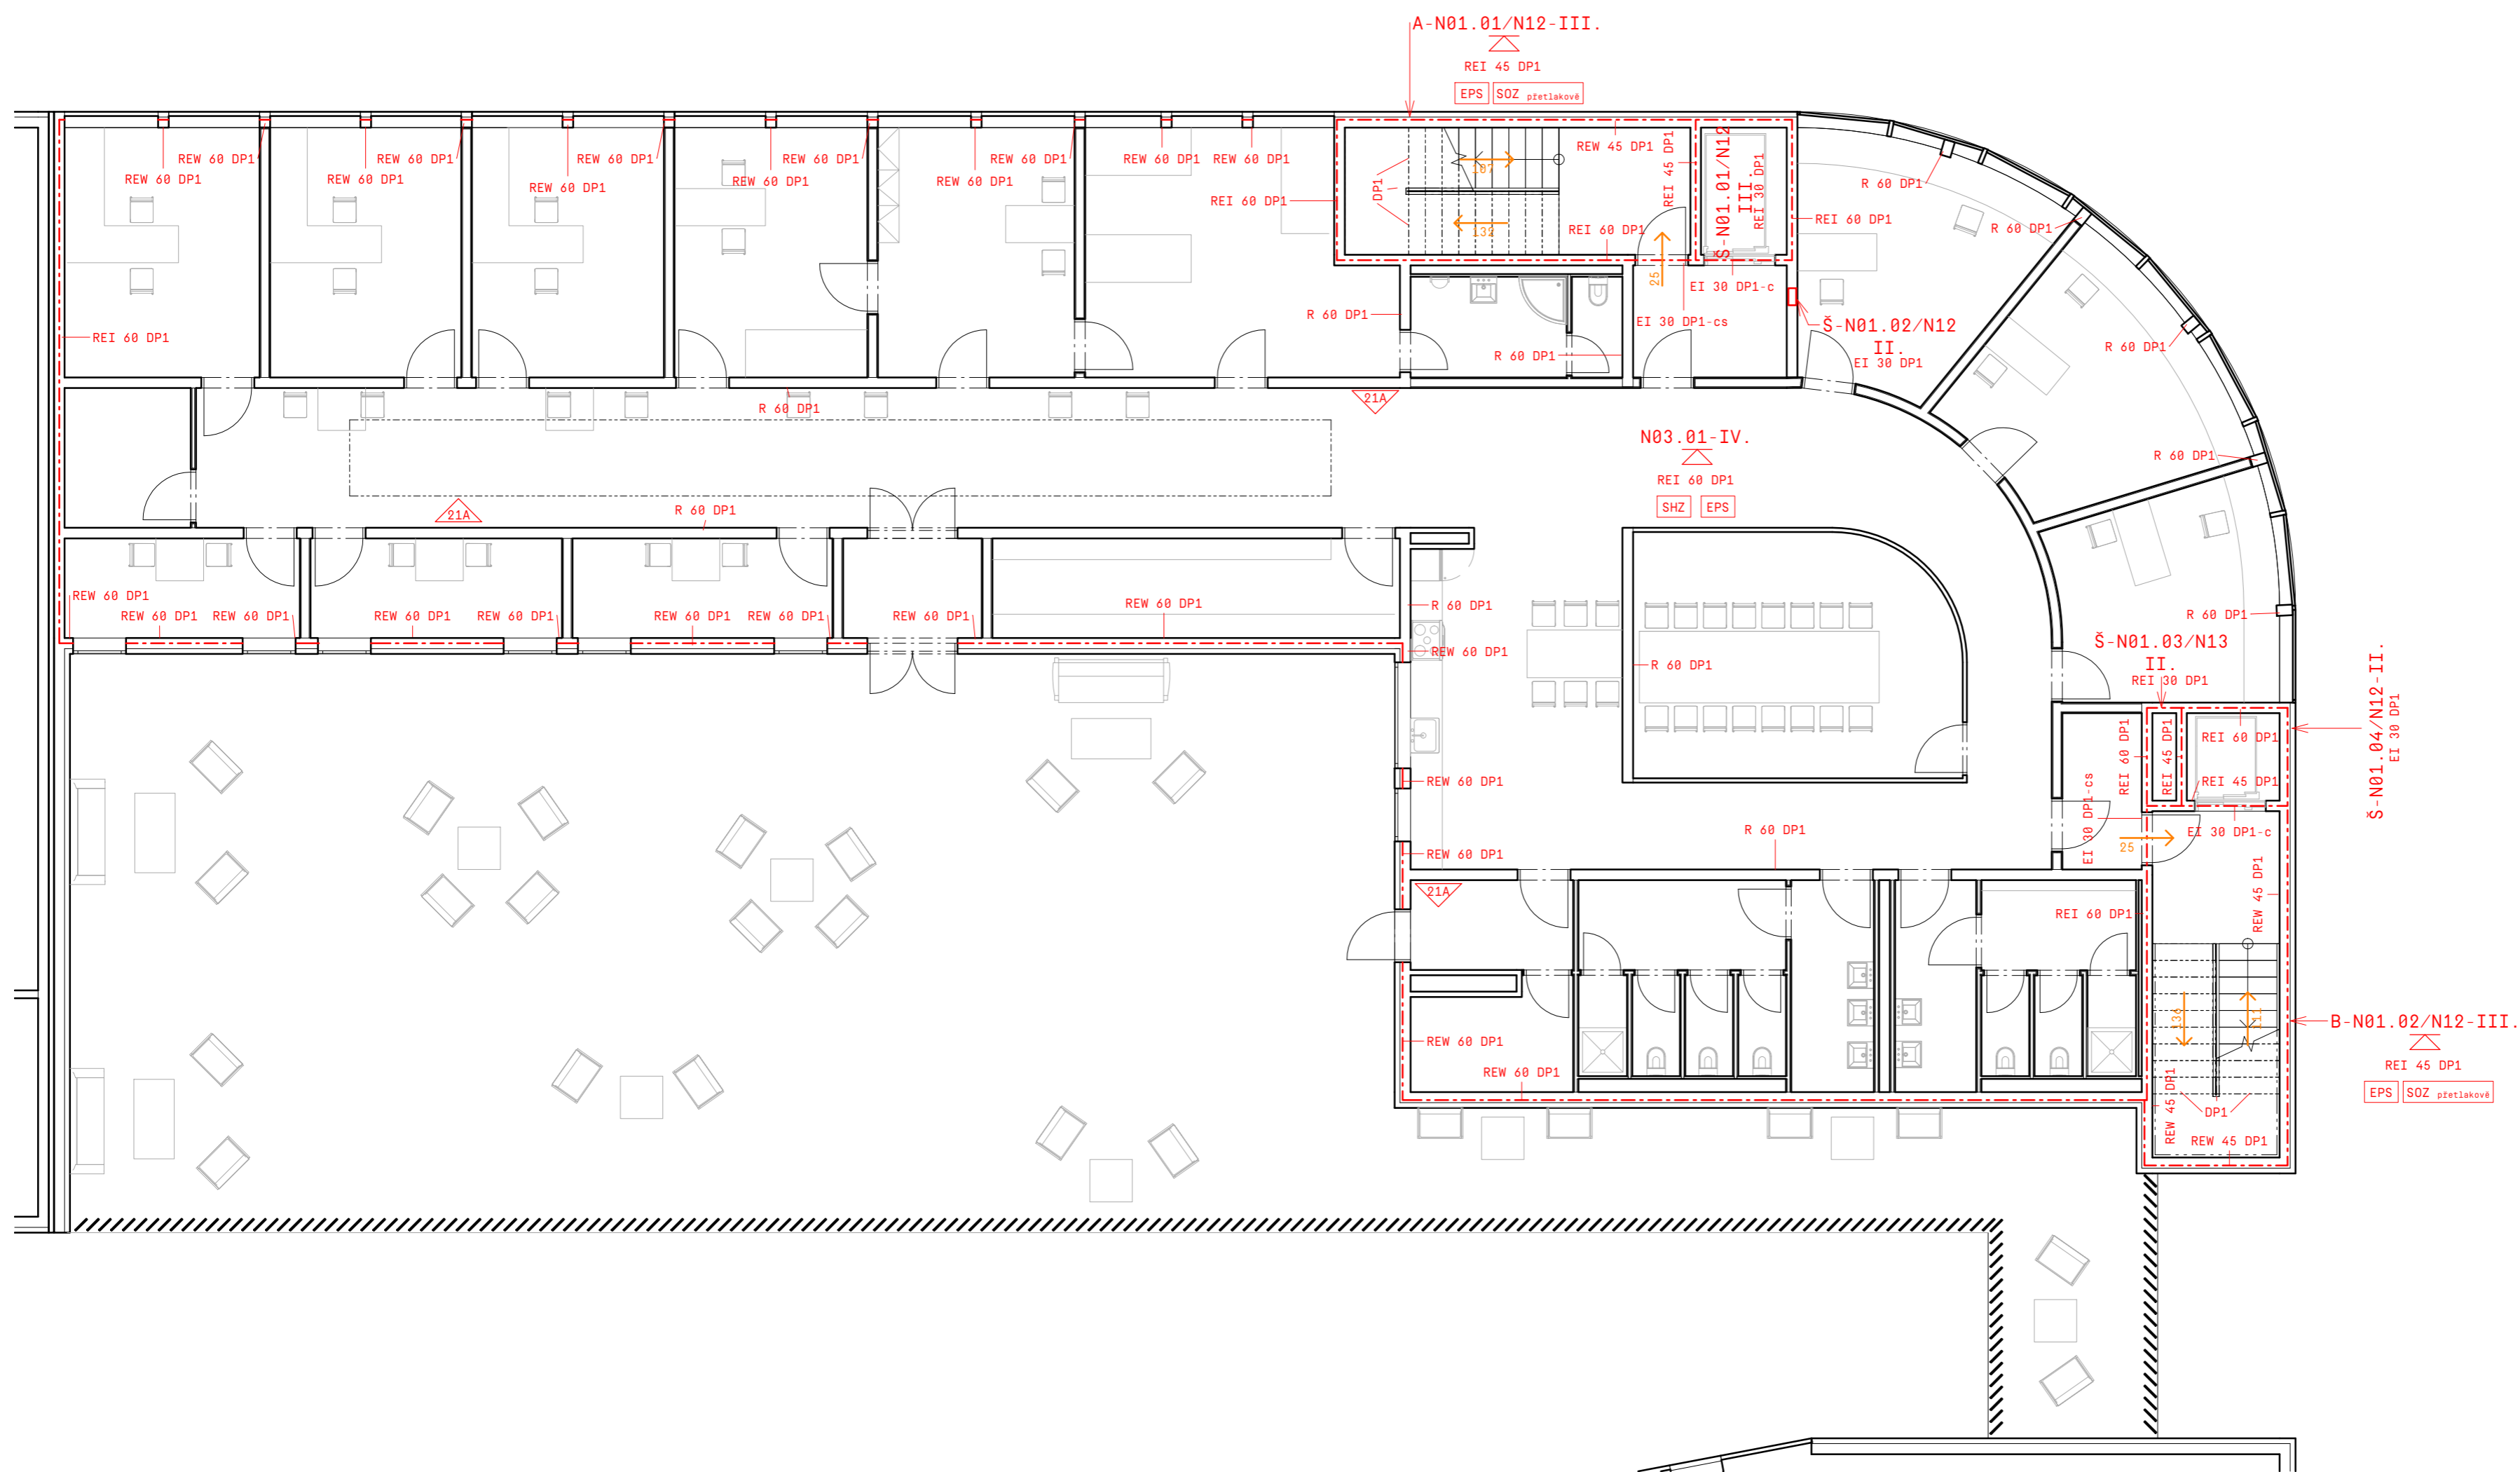 A-N01.01/N12-III.
REI 45 DP1
EPS SOZ přetlakově
REW 60 DP1
REW 60 DP1
REW 60 DP1
REW 60 DP1
REW 60 DP1
REW 60 DP1
REW 60 DP1
REW 60 DP1
REW 60 DP1
REW 60 DP1
REW 60 DP1
REW 60 DP1
REI 60 DP1
REI 60 DP1
DP1
107
132
REW 45 DP1
REI 45 DP1
REI 60 DP1
Š-N01.01/N12
III.
REI 30 DP1
REI 60 DP1
25
EI 30 DP1-c
EI 30 DP1-cs
R 60 DP1
R 60 DP1
Š-N01.02/N12
II.
EI 30 DP1
R 60 DP1
R 60 DP1
R 60 DP1
R 60 DP1
R 60 DP1
R 60 DP1
21A
N03.01-IV.
REI 60 DP1
SHZ EPS
21A
R 60 DP1
REW 60 DP1
REW 60 DP1
REW 60 DP1
REW 60 DP1
REW 60 DP1
REW 60 DP1
REW 60 DP1
REW 60 DP1
REW 60 DP1
R 60 DP1
REW 60 DP1
R 60 DP1
REW 60 DP1
REW 60 DP1
R 60 DP1
21A
REW 60 DP1
REW 60 DP1
Š-N01.03/N13
II.
REI 30 DP1
Š-N01.04/N12-II.
EI 30 DP1
REI 60 DP1
REI 45 DP1
REI 60 DP1
REI 45 DP1
EI 30 DP1-cs
25
EI 30 DP1-c
REW 45 DP1
REI 60 DP1
136
111
B-N01.02/N12-III.
REI 45 DP1
EPS SOZ přetlakově
REW 45 DP1
DP1
REW 45 DP1